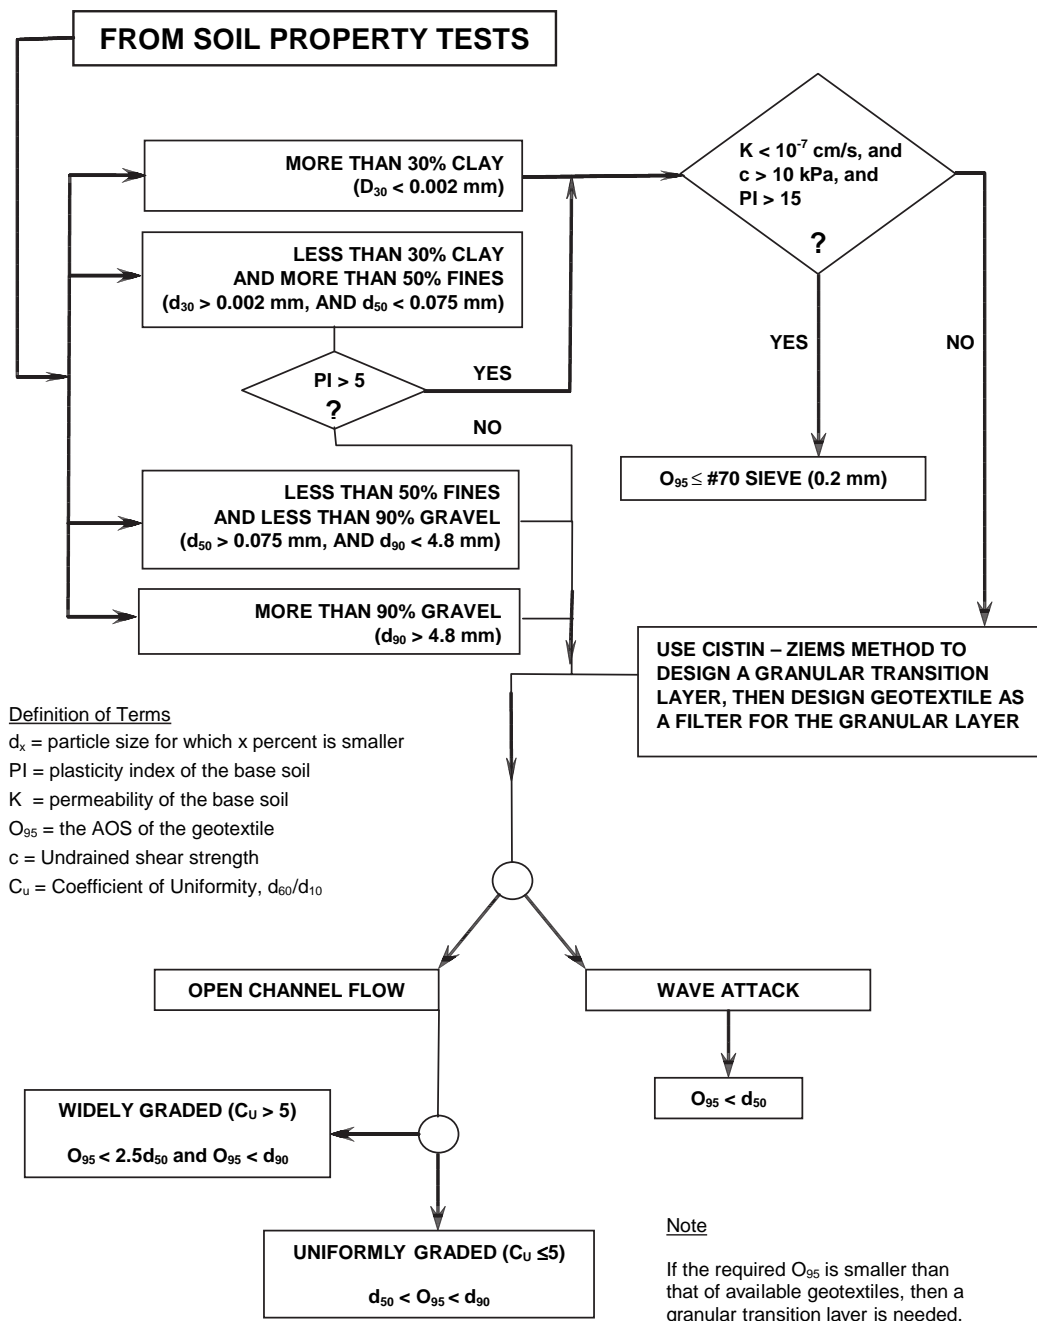 FROM SOIL PROPERTY TESTS
MORE THAN 30% CLAY
(D₃₀ < 0.002 mm)
K < 10⁻⁷ cm/s, and
c > 10 kPa, and
PI > 15
?
LESS THAN 30% CLAY
AND MORE THAN 50% FINES
(d₃₀ > 0.002 mm, AND d₅₀ < 0.075 mm)
YES
NO
PI > 5
?
YES
NO
O₉₅ ≤ #70 SIEVE (0.2 mm)
LESS THAN 50% FINES
AND LESS THAN 90% GRAVEL
(d₅₀ > 0.075 mm, AND d₉₀ < 4.8 mm)
MORE THAN 90% GRAVEL
(d₉₀ > 4.8 mm)
USE CISTIN – ZIEMS METHOD TO
DESIGN A GRANULAR TRANSITION
LAYER, THEN DESIGN GEOTEXTILE AS
A FILTER FOR THE GRANULAR LAYER
Definition of Terms
dₓ = particle size for which x percent is smaller
PI = plasticity index of the base soil
K = permeability of the base soil
O₉₅ = the AOS of the geotextile
c = Undrained shear strength
Cᵤ = Coefficient of Uniformity, d₆₀/d₁₀
OPEN CHANNEL FLOW
WAVE ATTACK
O₉₅ < d₅₀
WIDELY GRADED (C_U > 5)
O₉₅ < 2.5d₅₀ and O₉₅ < d₉₀
UNIFORMLY GRADED (C_U ≤5)
d₅₀ < O₉₅ < d₉₀
Note
If the required O₉₅ is smaller than
that of available geotextiles, then a
granular transition layer is needed.